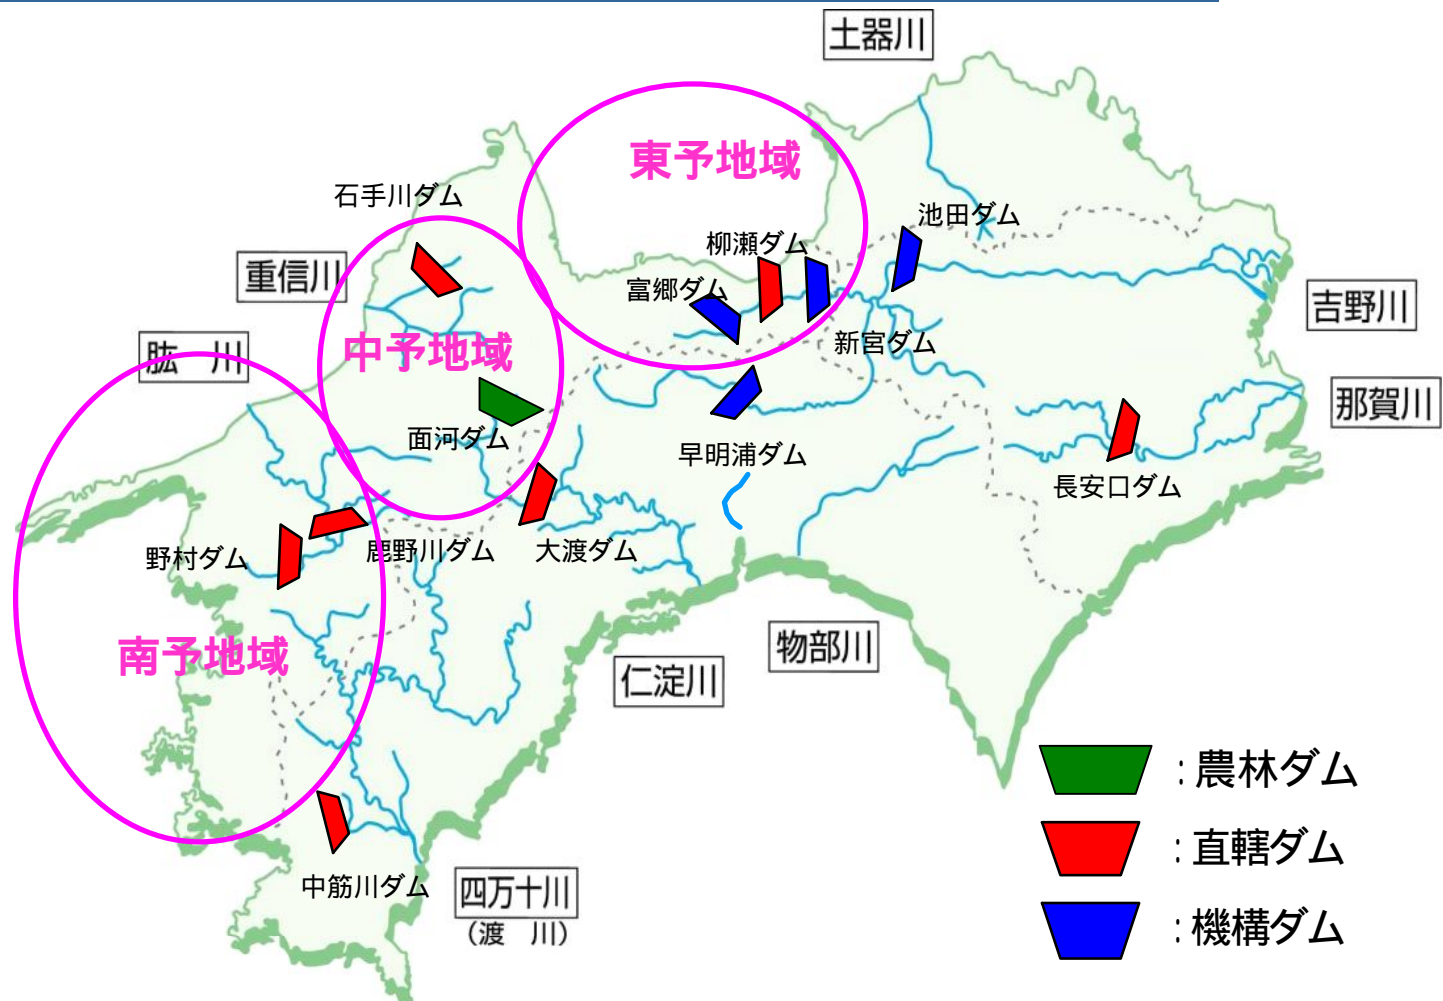 土器川
東予地域
石手川ダム
池田ダム
柳瀬ダム
重信川
富郷ダム
吉野川
肱　川
中予地域
新宮ダム
那賀川
面河ダム
早明浦ダム
長安口ダム
野村ダム
鹿野川ダム
大渡ダム
南予地域
物部川
仁淀川
：農林ダム
：直轄ダム
中筋川ダム
四万十川
（渡　川）
：機構ダム